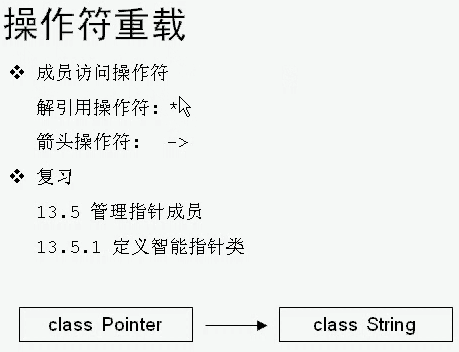 操作符重载
❖ 成员访问操作符
解引用操作符：*
箭头操作符： ->
❖ 复习
13.5 管理指针成员
13.5.1 定义智能指针类
class Pointer
class String